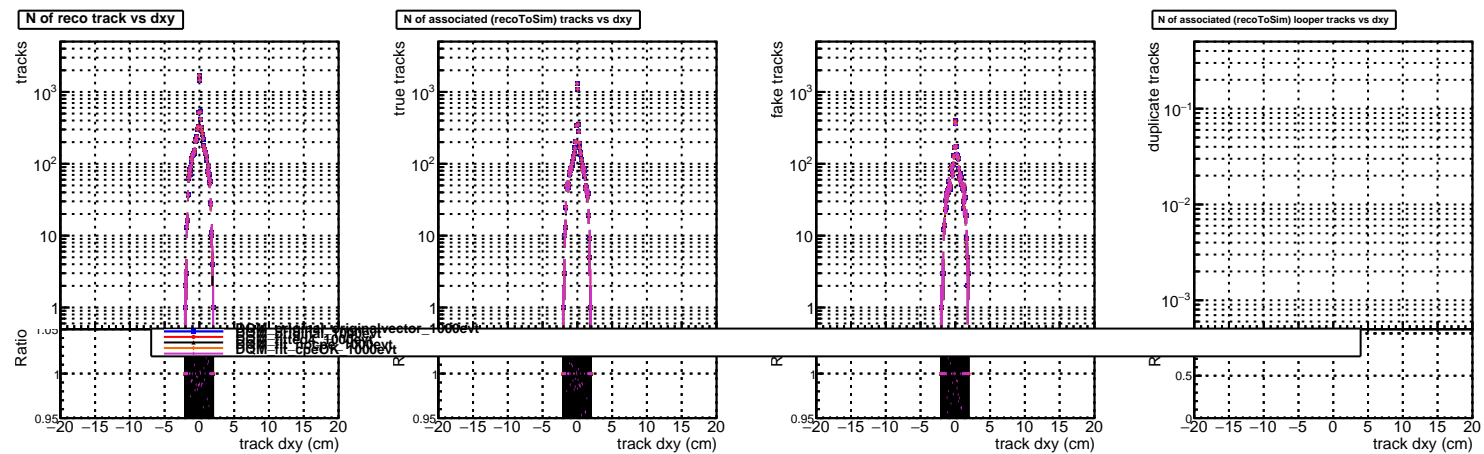 N of reco track vs dxy
tracks
10³
10²
10
1
1.05
Ratio
1
0.95
−20 −15 −10 −5 0 5 10 15 20
track dxy (cm)
N of associated (recoToSim) tracks vs dxy
true tracks
10³
10²
10
1
R
1
0.95
−20 −15 −10 −5 0 5 10 15 20
track dxy (cm)
fake tracks
10³
10²
10
1
R
1
0.95
−20 −15 −10 −5 0 5 10 15 20
track dxy (cm)
N of associated (recoToSim) looper tracks vs dxy
duplicate tracks
10⁻¹
10⁻²
10⁻³
R
0.5
0
−20 −15 −10 −5 0 5 10 15 20
track dxy (cm)
DQM_original_originalvector_1000evt
DQM_fit_cpeOK_1000evt